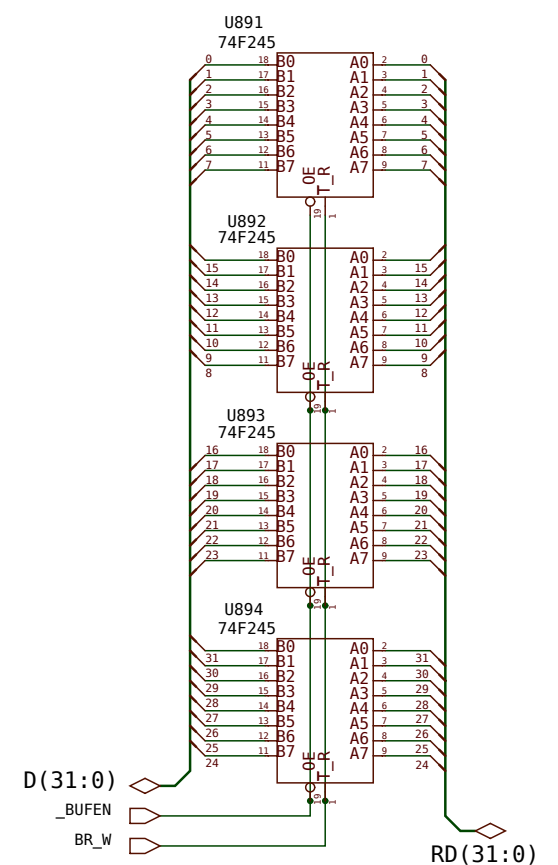 U891
74F245
0 18 B0 A0 2 0
1 17 B1 A1 3 1
2 16 B2 A2 4 2
3 15 B3 A3 5 3
4 14 B4 A4 6 4
5 13 B5 A5 7 5
6 12 B6 A6 8 6
7 11 B7 A7 9 7
OE T_R
19 1
U892
74F245
18 B0 A0 2
15 17 B1 A1 3 15
14 16 B2 A2 4 14
13 15 B3 A3 5 13
12 14 B4 A4 6 12
11 13 B5 A5 7 11
10 12 B6 A6 8 10
9 11 B7 A7 9 9
8 8
OE T_R
19 1
U893
74F245
16 18 B0 A0 2 16
17 17 B1 A1 3 17
18 16 B2 A2 4 18
19 15 B3 A3 5 19
20 14 B4 A4 6 20
21 13 B5 A5 7 21
22 12 B6 A6 8 22
23 11 B7 A7 9 23
OE T_R
19 1
U894
74F245
18 B0 A0 2
31 17 B1 A1 3 31
30 16 B2 A2 4 30
29 15 B3 A3 5 29
28 14 B4 A4 6 28
27 13 B5 A5 7 27
26 12 B6 A6 8 26
25 11 B7 A7 9 25
24 24
OE T_R
19 1
D(31:0)
_BUFEN
BR_W
RD(31:0)